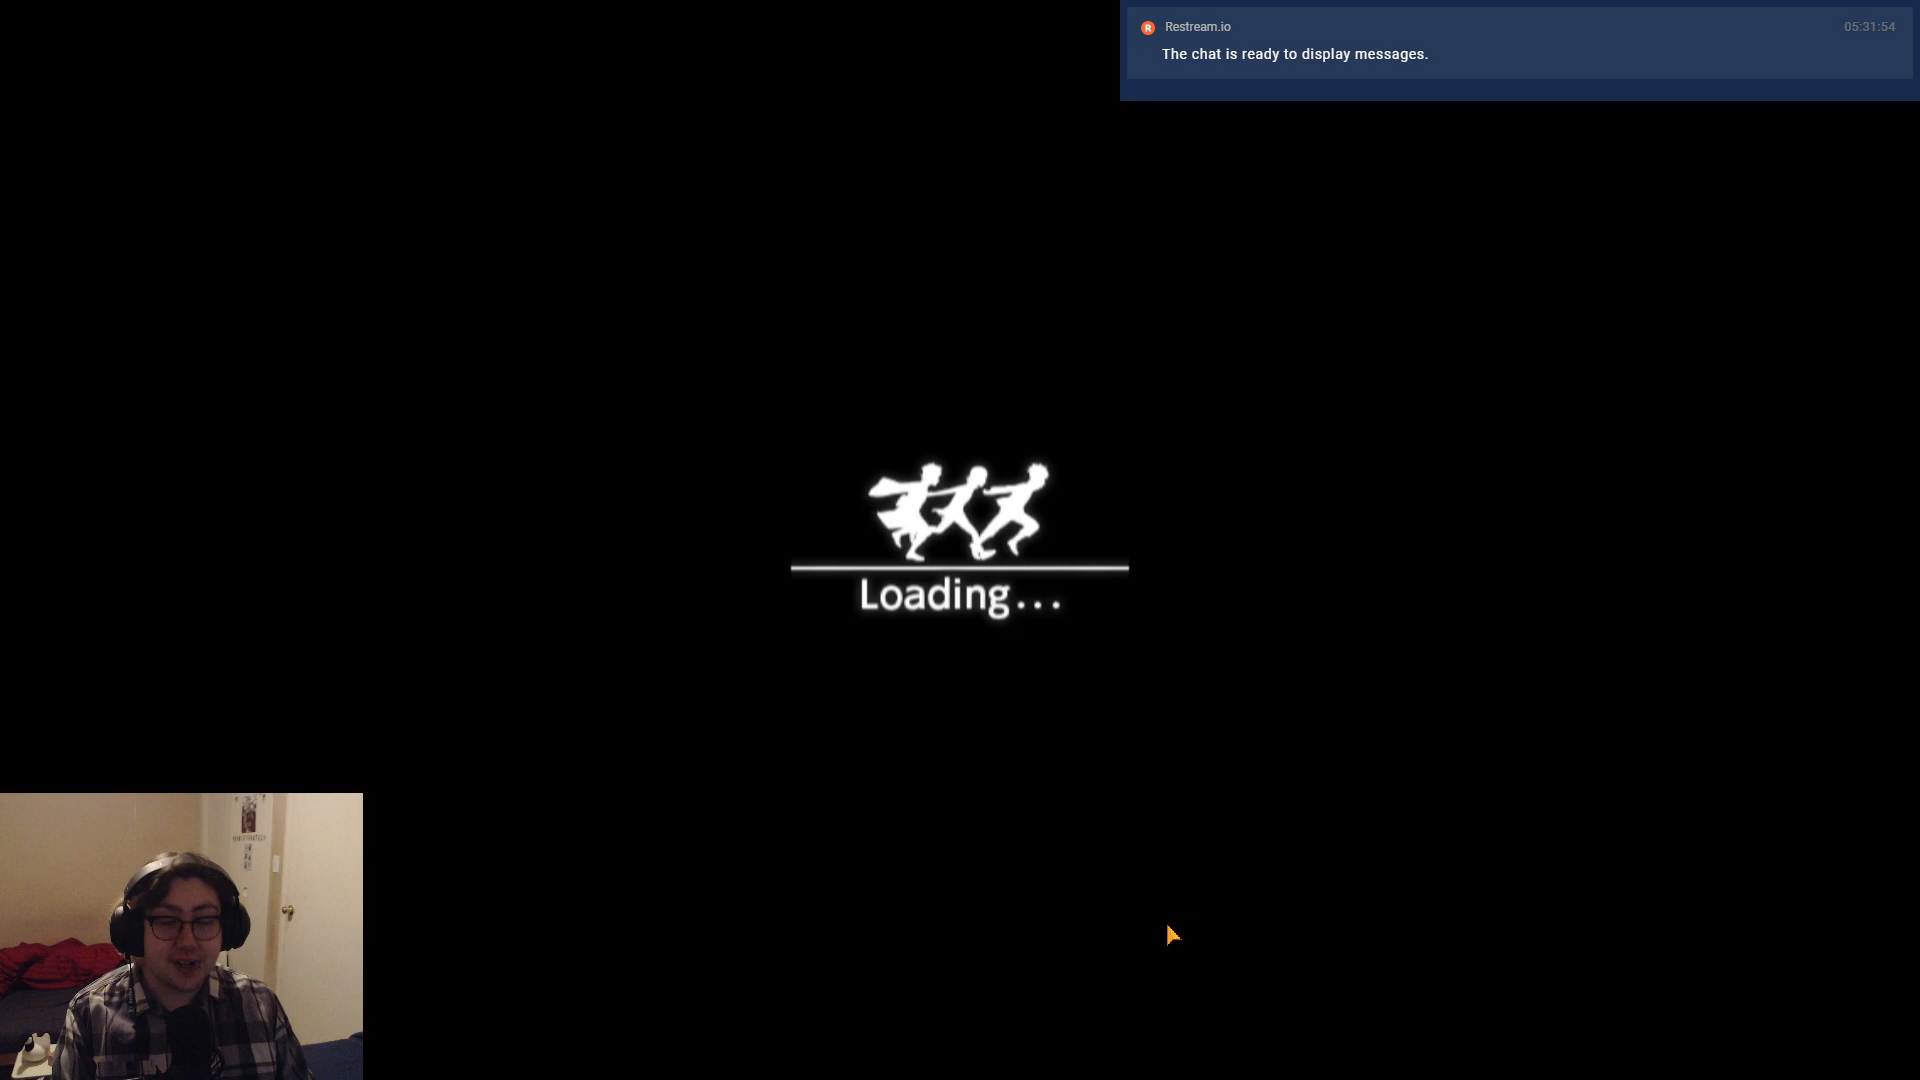 Restream.io 05:31:54
The chat is ready to display messages.
Loading...